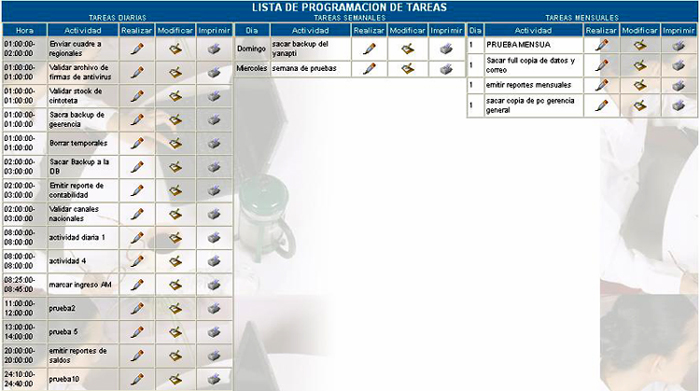 LISTA DE PROGRAMACION DE TAREAS
TAREAS DIARIAS
Hora Actividad Realizar Modificar Imprimir
01:00:00-02:00:00 Enviar cuadre a regionales
01:00:00-01:00:00 Validar archivo de firmas de antivirus
01:00:00-01:00:00 Validar stock de cintoteta
01:00:00-01:00:00 Sacra backup de geerencia
01:00:00-01:00:00 Borrar temporales
02:00:00-03:00:00 Sacar Backup a la DB
02:00:00-03:00:00 Emitir reporte de contabilidad
02:00:00-03:00:00 Validar canales nacionales
08:00:00-08:00:00 actividad diaria 1
08:00:00-08:00:00 actividad 4
08:25:00-08:45:00 marcar ingreso AM
11:00:00-12:00:00 prueba2
13:00:00-14:00:00 prueba 5
20:00:00-20:00:00 emitir reportes de saldos
24:18:00-24:40:00 prueba10
TAREAS SEMANALES
Dia Actividad Realizar Modificar Imprimir
Domingo sacar backup del yanapti
Miercoles semana de pruebas
TAREAS MENSUALES
Dia Actividad Realizar Modificar Imprimir
1 PRUEBA MENSUA
1 Sacar full copia de datos y correo
1 emitir reportes mensuales
1 sacar copia de pc gerencia general